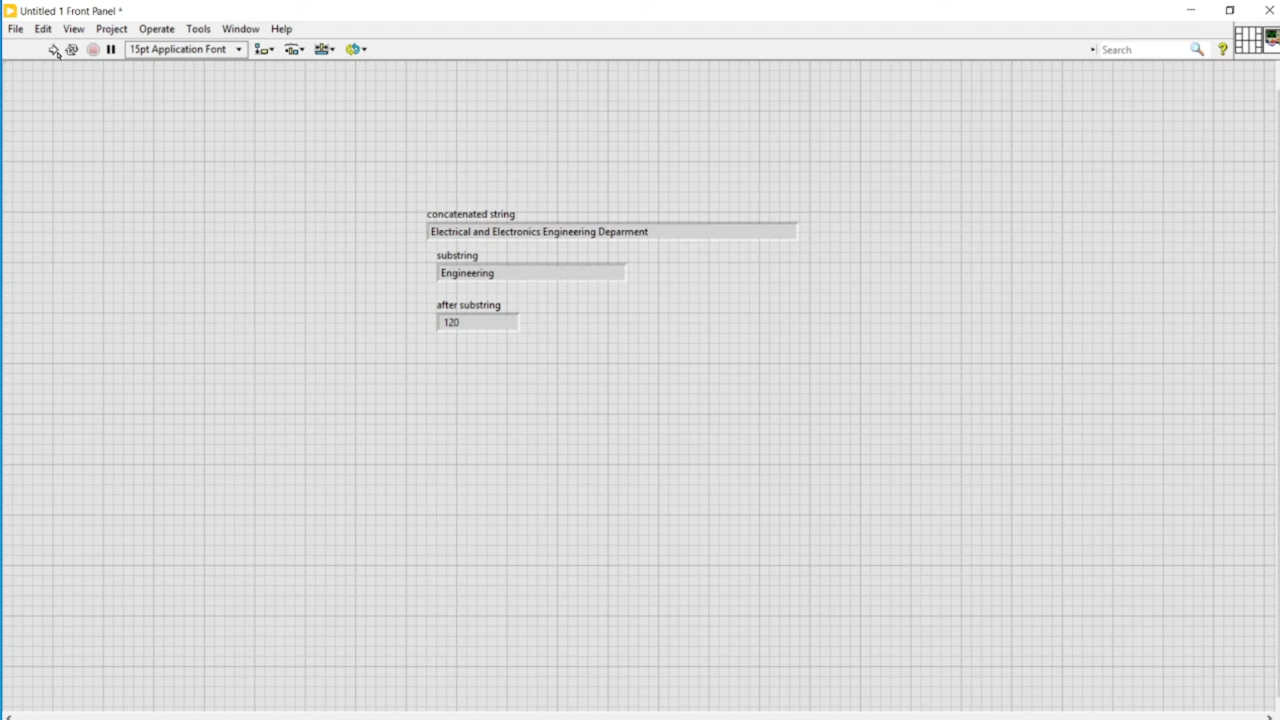 Untitled 1 Front Panel *
File Edit View Project Operate Tools Window Help
15pt Application Font Search ?
concatenated string
Electrical and Electronics Engineering Deparment
substring
Engineering
after substring
120